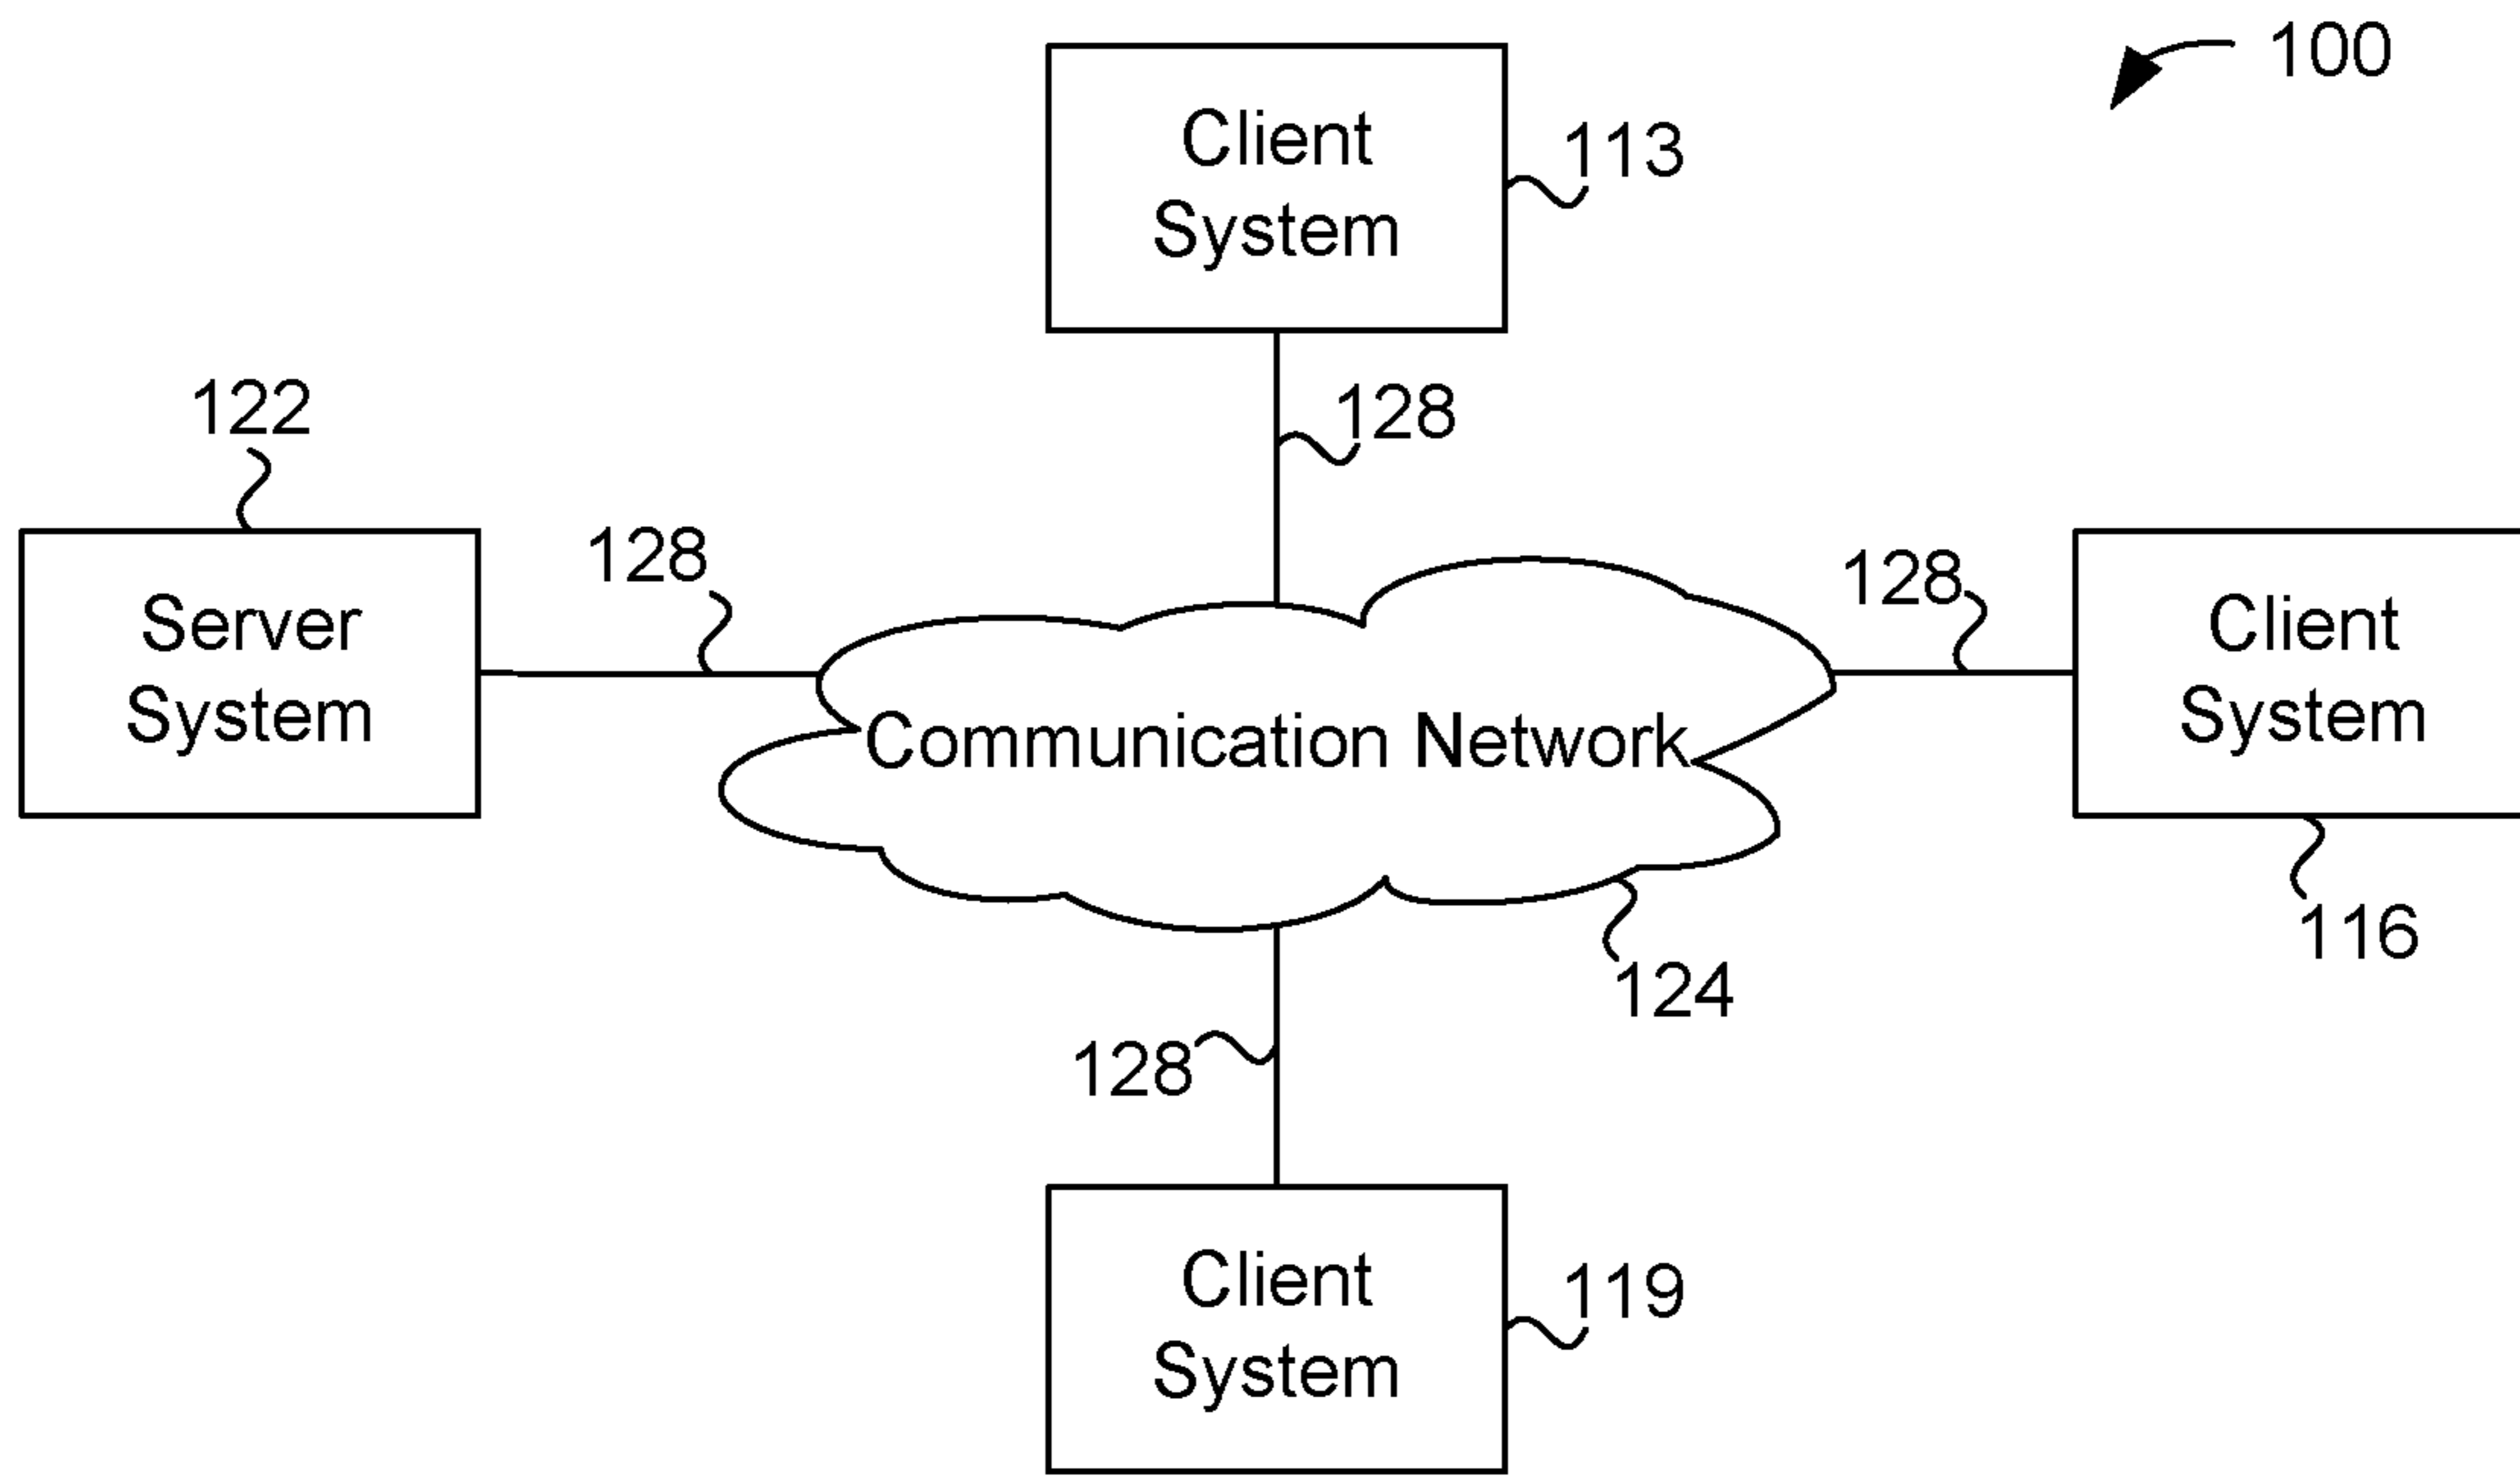 100
Client
System
113
122
128
128
128
Server
System
Client
System
Communication Network
116
124
128
Client
System
119